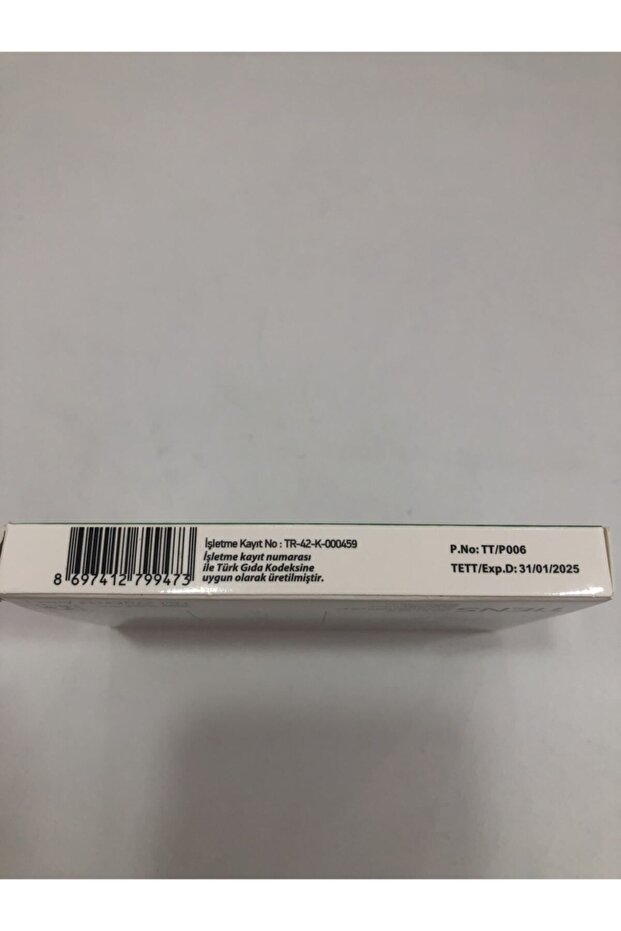 İşletme Kayıt No : TR-42-K-000459
İşletme kayıt numarası
ile Türk Gıda Kodeksine
uygun olarak üretilmiştir.
8 697412 799473
P.No: TT/P006
TETT/Exp.D: 31/01/2025